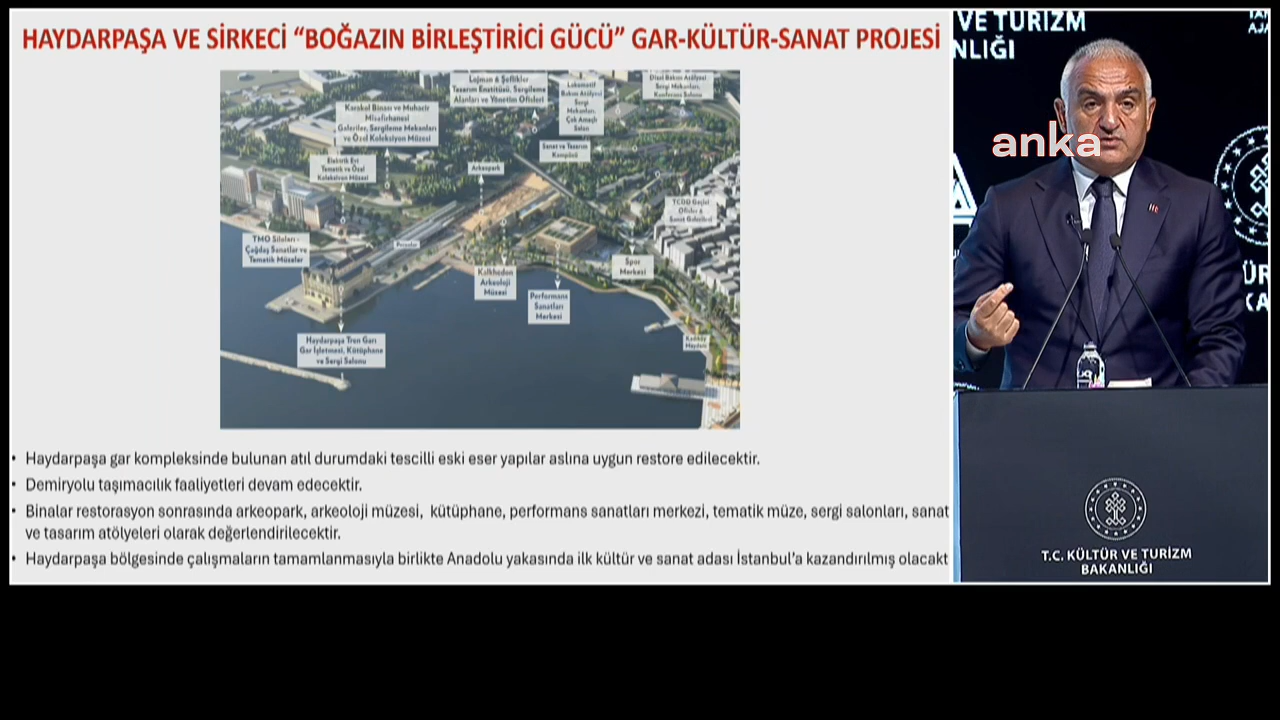 HAYDARPAŞA VE SİRKECİ “BOĞAZIN BİRLEŞTİRİCİ GÜCÜ” GAR-KÜLTÜR-SANAT PROJESİ
Lojman & Şeflikler
Tasarım Enstitüsü, Sergileme
Alanları ve Yönetim Ofisleri
Lokomotif
Bakım Atölyesi
Sergi
Mekanları,
Çok Amaçlı
Salon
Dizel Bakım Atölyesi
Sergi Mekanları,
Konferans Salonu
Karakol Binası ve Muhacir
Misafirhanesi
Galeriler, Sergileme Mekanları
ve Özel Koleksiyon Müzesi
Sanat ve Tasarım
Kampüsü
Elektrik Evi
Tematik ve Özel
Koleksiyon Müzesi
Arkeopark
TCDD Geçici
Ofisler &
Sanat Galerileri
TMO Siloları -
Çağdaş Sanatlar ve
Tematik Müzeler
Peronlar
Spor
Merkezi
Kalkhedon
Arkeoloji
Müzesi
Performans
Sanatları
Merkezi
Haydarpaşa Tren Garı
Gar İşletmesi, Kütüphane
ve Sergi Salonu
Kadıköy
Meydanı
• Haydarpaşa gar kompleksinde bulunan atıl durumdaki tescilli eski eser yapılar aslına uygun restore edilecektir.
• Demiryolu taşımacılık faaliyetleri devam edecektir.
• Binalar restorasyon sonrasında arkeopark, arkeoloji müzesi, kütüphane, performans sanatları merkezi, tematik müze, sergi salonları, sanat
ve tasarım atölyeleri olarak değerlendirilecektir.
• Haydarpaşa bölgesinde çalışmaların tamamlanmasıyla birlikte Anadolu yakasında ilk kültür ve sanat adası İstanbul’a kazandırılmış olacakt
VE TURİZM
NLIĞI
anka
T.C. KÜLTÜR VE TURİZM
BAKANLIĞI